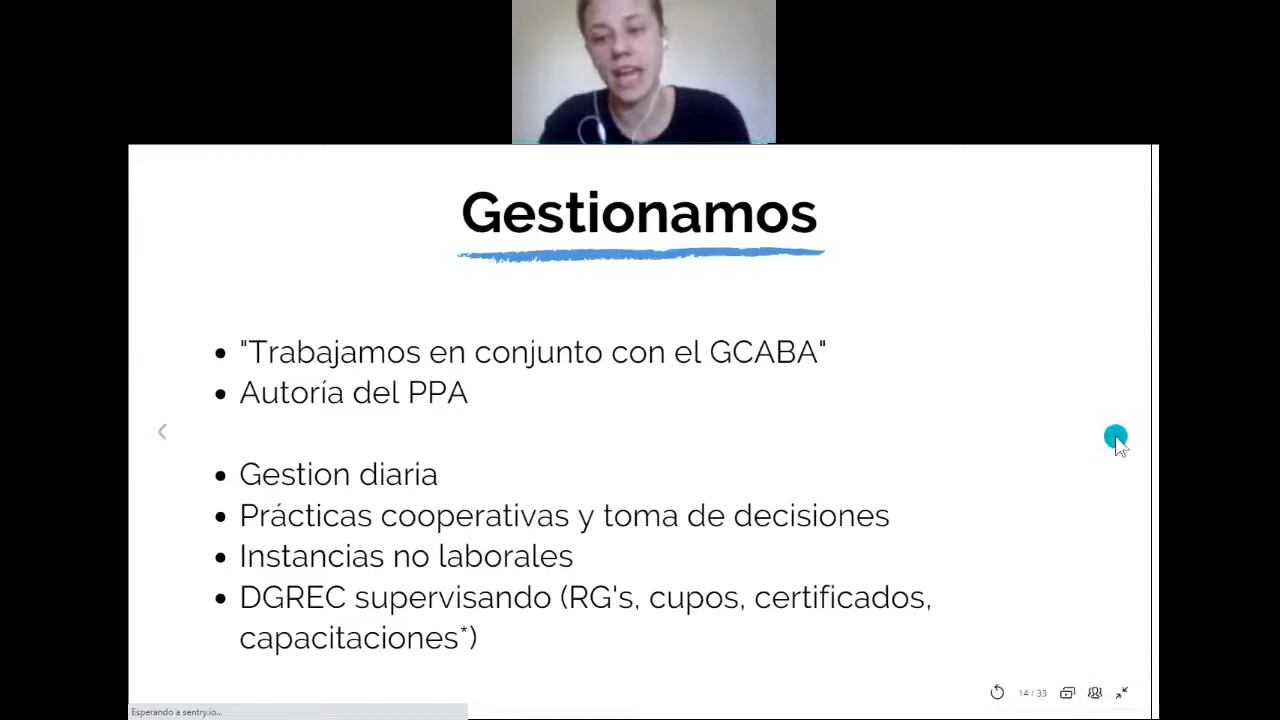 Gestionamos
• "Trabajamos en conjunto con el GCABA"
• Autoría del PPA
• Gestion diaria
• Prácticas cooperativas y toma de decisiones
• Instancias no laborales
• DGREC supervisando (RG's, cupos, certificados,
capacitaciones*)
14 / 33
Esperando a sentry.io...